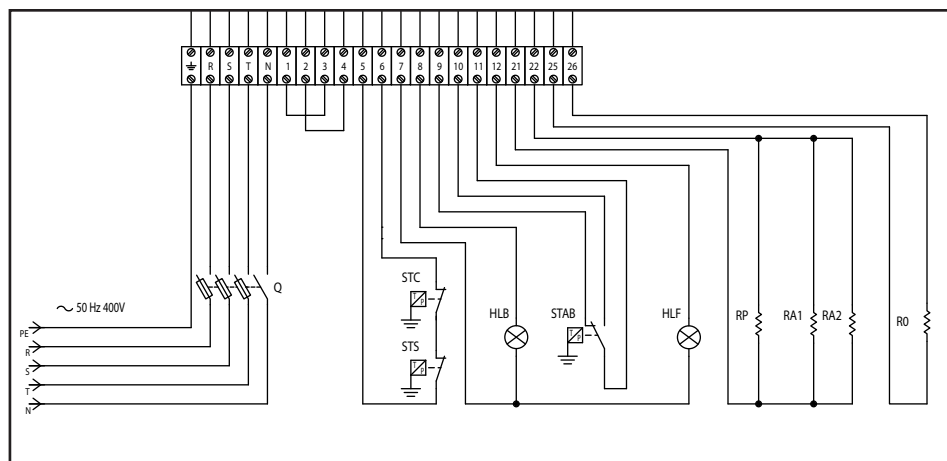 R S T N 1 2 3 4 5 6 7 8 9 10 11 12 21 22 25 26
Q
~ 50 Hz 400V
PE
R
S
T
N
STC
T P
STS
T P
HLB
STAB
T P
HLF
RP
RA1
RA2
R0